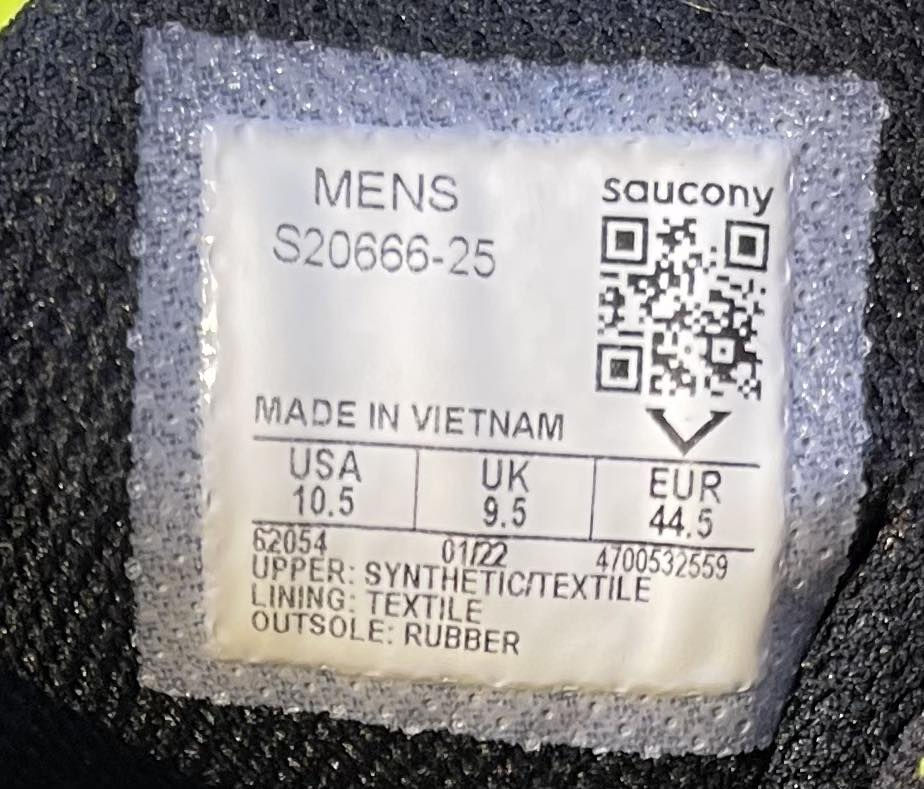 MENS
S20666-25
saucony
MADE IN VIETNAM
USA UK EUR
10.5 9.5 44.5
62054 01/22 4700532559
UPPER: SYNTHETIC/TEXTILE
LINING: TEXTILE
OUTSOLE: RUBBER